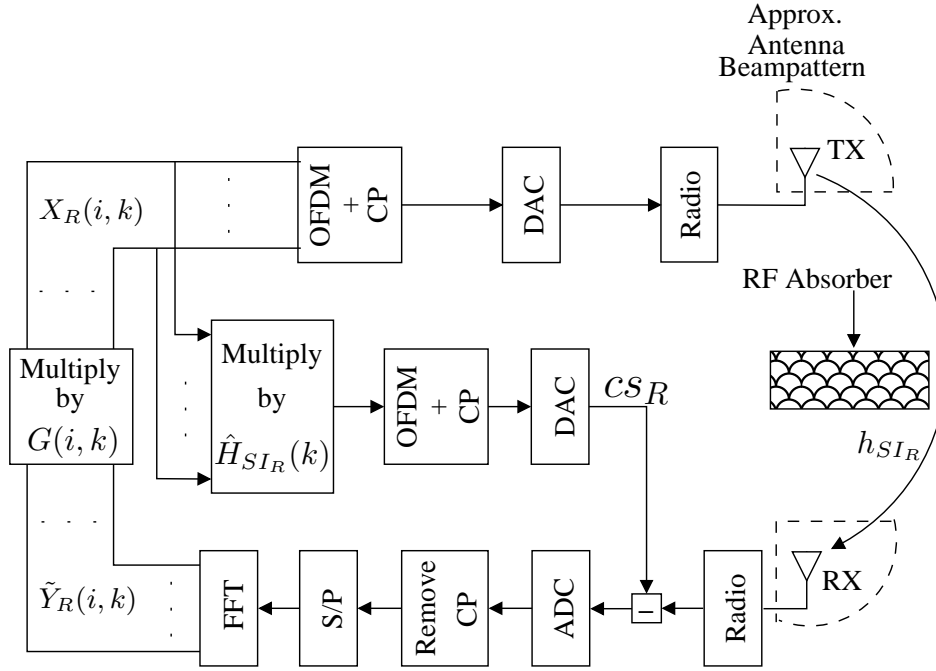 Approx.
Antenna
Beampattern
TX
X_R(i, k)
OFDM
+
CP
DAC
Radio
RF Absorber
Multiply
by
G(i, k)
Multiply
by
Ĥ_{SI_R}(k)
OFDM
+
CP
DAC
cs_R
h_{SI_R}
Ỹ_R(i, k)
FFT
S/P
Remove
CP
ADC
−
Radio
RX